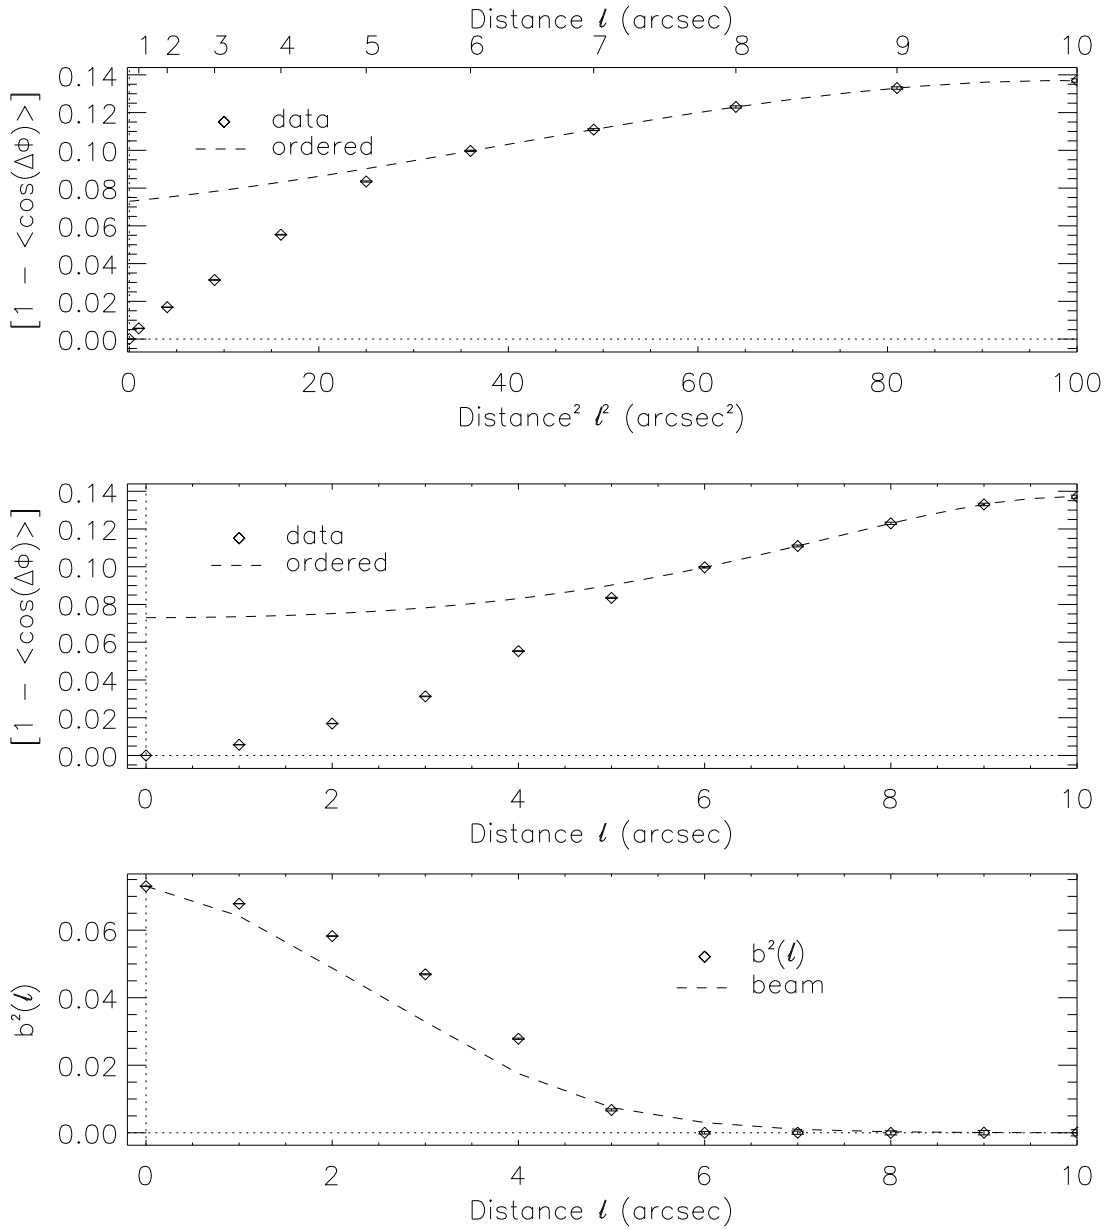 Distance ℓ (arcsec)
1 2 3 4 5 6 7 8 9 10
[1 − <cos(ΔΦ)>]
0.14
0.12
0.10
0.08
0.06
0.04
0.02
0.00
data
ordered
0 20 40 60 80 100
Distance² ℓ² (arcsec²)
[1 − <cos(ΔΦ)>]
0.14
0.12
0.10
0.08
0.06
0.04
0.02
0.00
data
ordered
0 2 4 6 8 10
Distance ℓ (arcsec)
b²(ℓ)
0.06
0.04
0.02
0.00
b²(ℓ)
beam
0 2 4 6 8 10
Distance ℓ (arcsec)